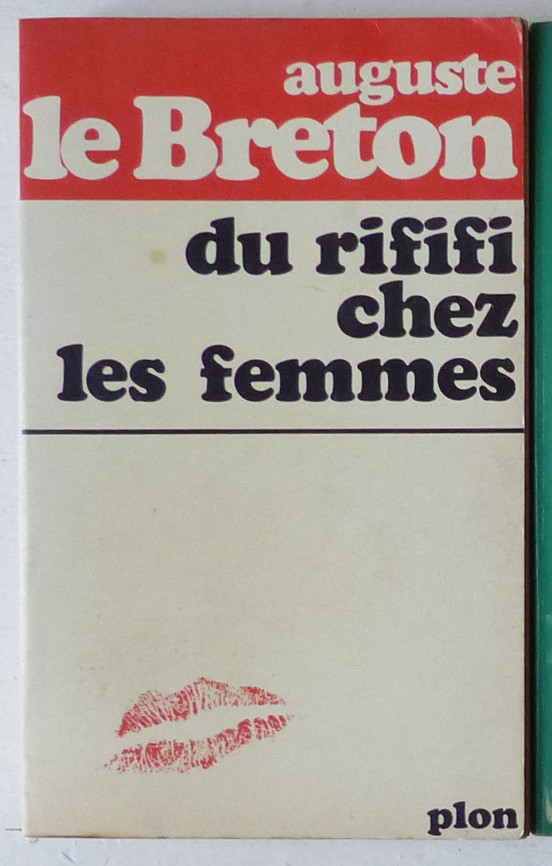 auguste
le Breton
du rififi
chez
les femmes
plon